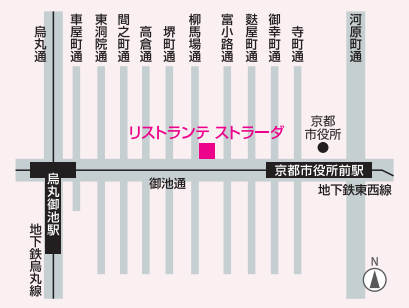 烏丸通
車屋町通
東洞院通
間之町通
高倉通
堺町通
柳馬場通
富小路通
麩屋町通
御幸町通
寺町通
河原町通
リストランテ ストラーダ
京都
市役所
烏丸御池駅
京都市役所前駅
御池通
地下鉄東西線
地下鉄烏丸線
N